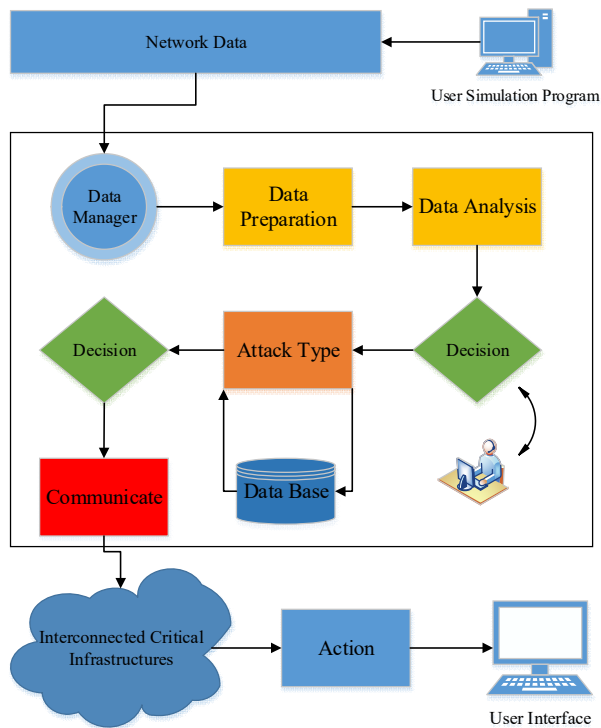 Network Data
User Simulation Program
Data
Manager
Data
Preparation
Data Analysis
Decision
Attack Type
Decision
Communicate
Data Base
Interconnected Critical
Infrastructures
Action
User Interface